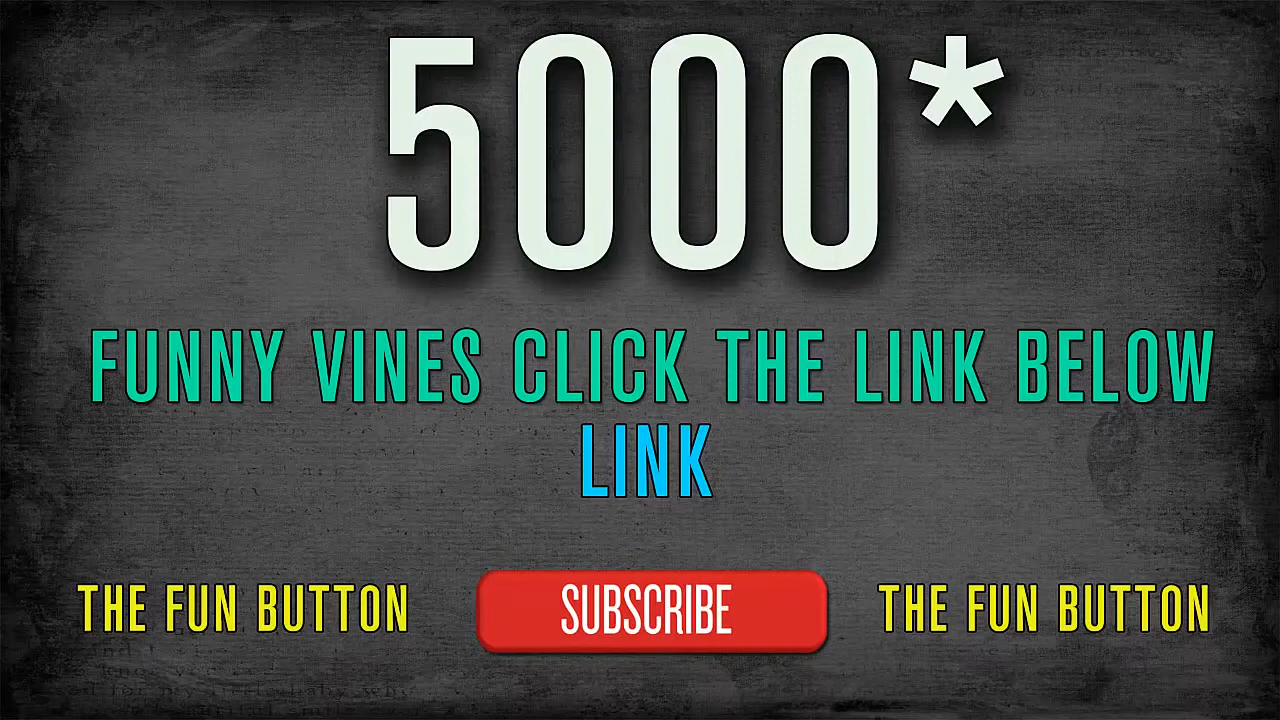 5000*
FUNNY VINES CLICK THE LINK BELOW
LINK
THE FUN BUTTON SUBSCRIBE THE FUN BUTTON